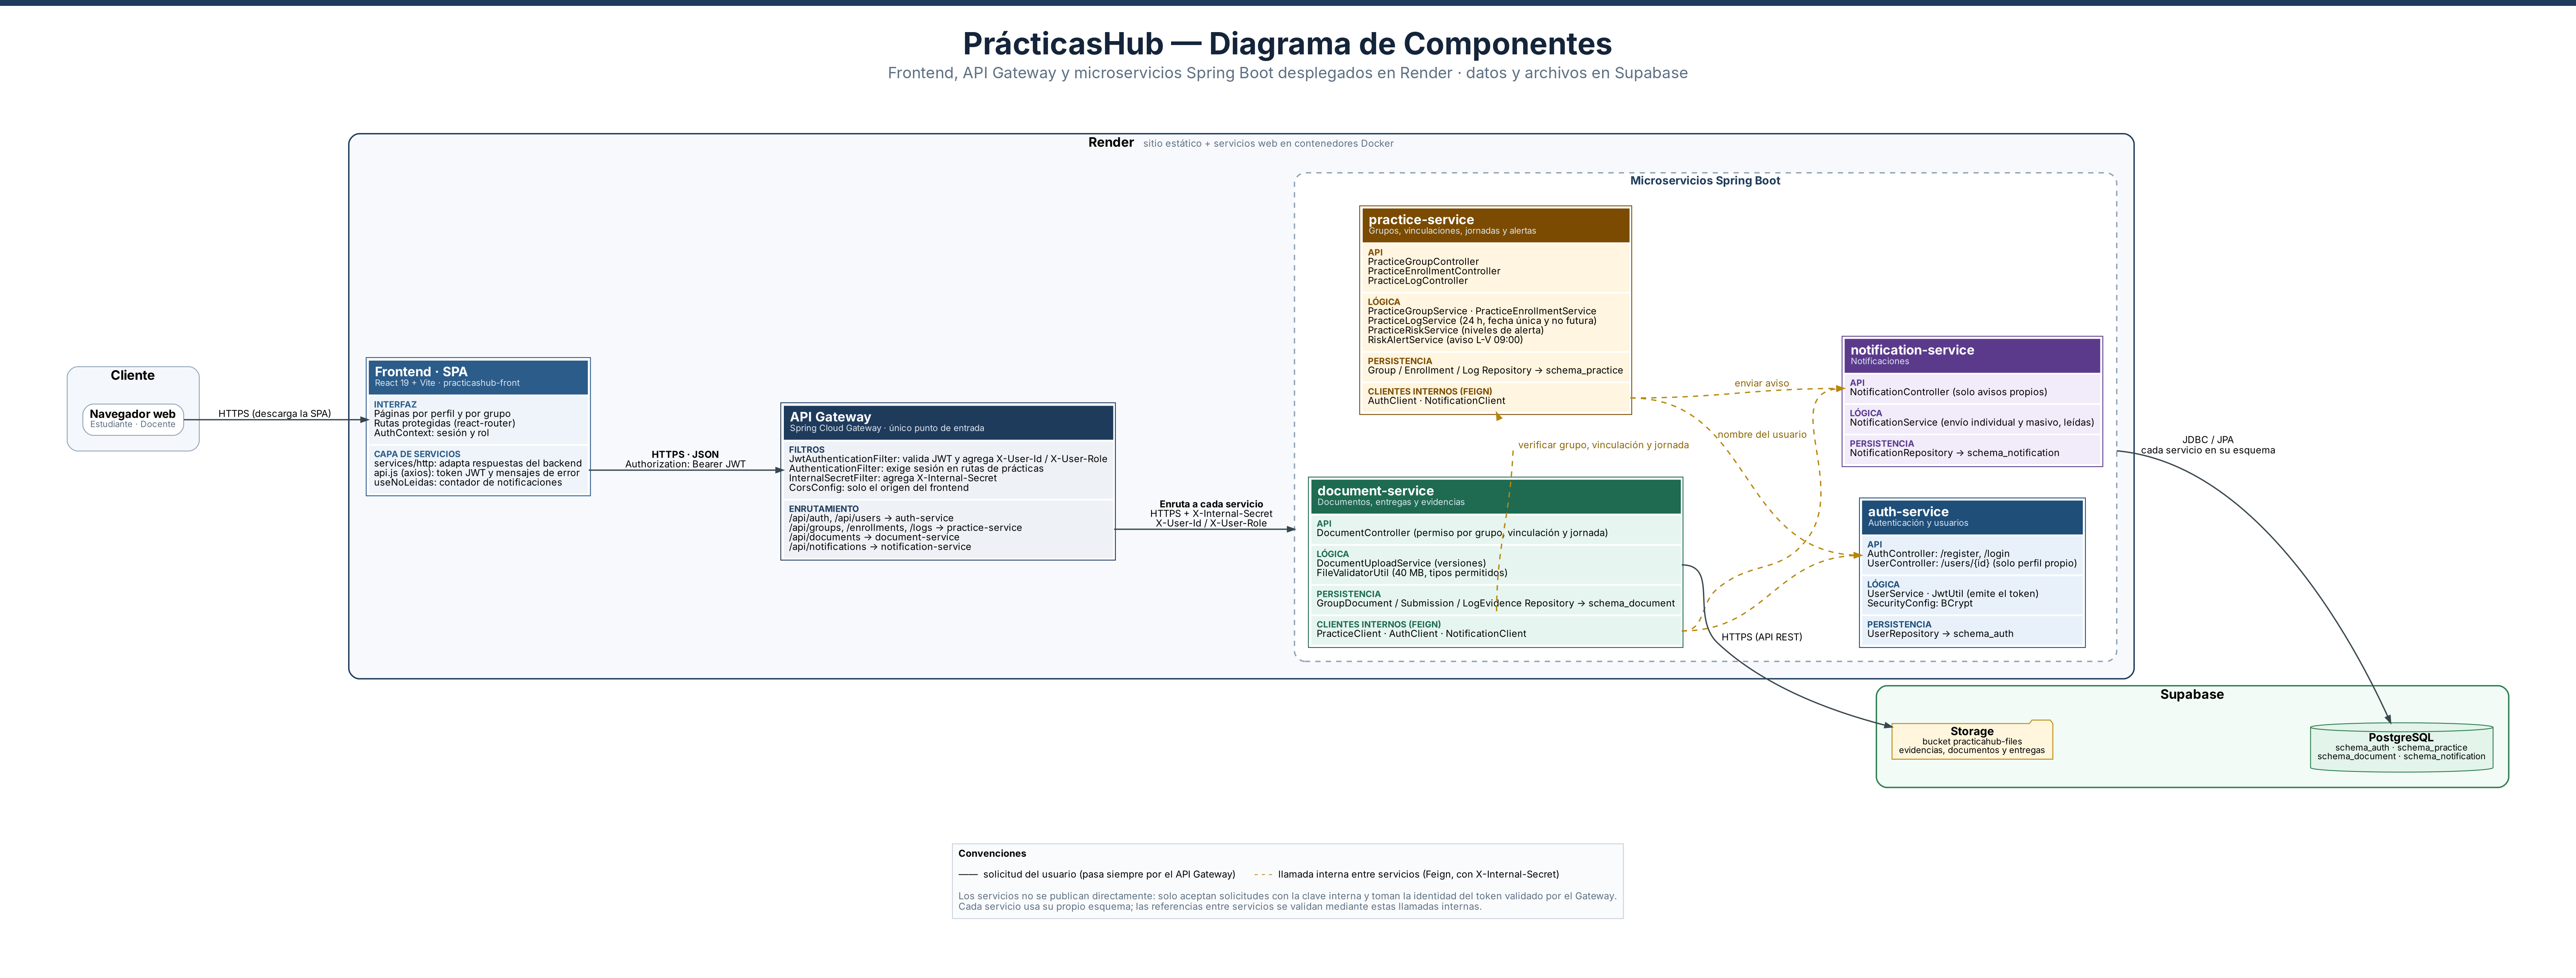 PrácticasHub — Diagrama de Componentes
Frontend, API Gateway y microservicios Spring Boot desplegados en Render · datos y archivos en Supabase
Render sitio estático + servicios web en contenedores Docker
Cliente
Navegador web
Estudiante · Docente
HTTPS (descarga la SPA)
Frontend · SPA
React 19 + Vite · practicashub-front
INTERFAZ
Páginas por perfil y por grupo
Rutas protegidas (react-router)
AuthContext: sesión y rol
CAPA DE SERVICIOS
services/http: adapta respuestas del backend
api.js (axios): token JWT y mensajes de error
useNoLeidas: contador de notificaciones
HTTPS · JSON
Authorization: Bearer JWT
API Gateway
Spring Cloud Gateway · único punto de entrada
FILTROS
JwtAuthenticationFilter: valida JWT y agrega X-User-Id / X-User-Role
AuthenticationFilter: exige sesión en rutas de prácticas
InternalSecretFilter: agrega X-Internal-Secret
CorsConfig: solo el origen del frontend
ENRUTAMIENTO
/api/auth, /api/users → auth-service
/api/groups, /enrollments, /logs → practice-service
/api/documents → document-service
/api/notifications → notification-service
Enruta a cada servicio
HTTPS + X-Internal-Secret
X-User-Id / X-User-Role
Microservicios Spring Boot
practice-service
Grupos, vinculaciones, jornadas y alertas
API
PracticeGroupController
PracticeEnrollmentController
PracticeLogController
LÓGICA
PracticeGroupService · PracticeEnrollmentService
PracticeLogService (24 h, fecha única y no futura)
PracticeRiskService (niveles de alerta)
RiskAlertService (aviso L-V 09:00)
PERSISTENCIA
Group / Enrollment / Log Repository → schema_practice
CLIENTES INTERNOS (FEIGN)
AuthClient · NotificationClient
verificar grupo, vinculación y jornada
document-service
Documentos, entregas y evidencias
API
DocumentController (permiso por grupo, vinculación y jornada)
LÓGICA
DocumentUploadService (versiones)
FileValidatorUtil (40 MB, tipos permitidos)
PERSISTENCIA
GroupDocument / Submission / LogEvidence Repository → schema_document
CLIENTES INTERNOS (FEIGN)
PracticeClient · AuthClient · NotificationClient
enviar aviso
nombre del usuario
HTTPS (API REST)
notification-service
Notificaciones
API
NotificationController (solo avisos propios)
LÓGICA
NotificationService (envío individual y masivo, leídas)
PERSISTENCIA
NotificationRepository → schema_notification
auth-service
Autenticación y usuarios
API
AuthController: /register, /login
UserController: /users/{id} (solo perfil propio)
LÓGICA
UserService · JwtUtil (emite el token)
SecurityConfig: BCrypt
PERSISTENCIA
UserRepository → schema_auth
JDBC / JPA
cada servicio en su esquema
Supabase
Storage
bucket practicahub-files
evidencias, documentos y entregas
PostgreSQL
schema_auth · schema_practice
schema_document · schema_notification
Convenciones
solicitud del usuario (pasa siempre por el API Gateway)
llamada interna entre servicios (Feign, con X-Internal-Secret)
Los servicios no se publican directamente: solo aceptan solicitudes con la clave interna y toman la identidad del token validado por el Gateway.
Cada servicio usa su propio esquema; las referencias entre servicios se validan mediante estas llamadas internas.